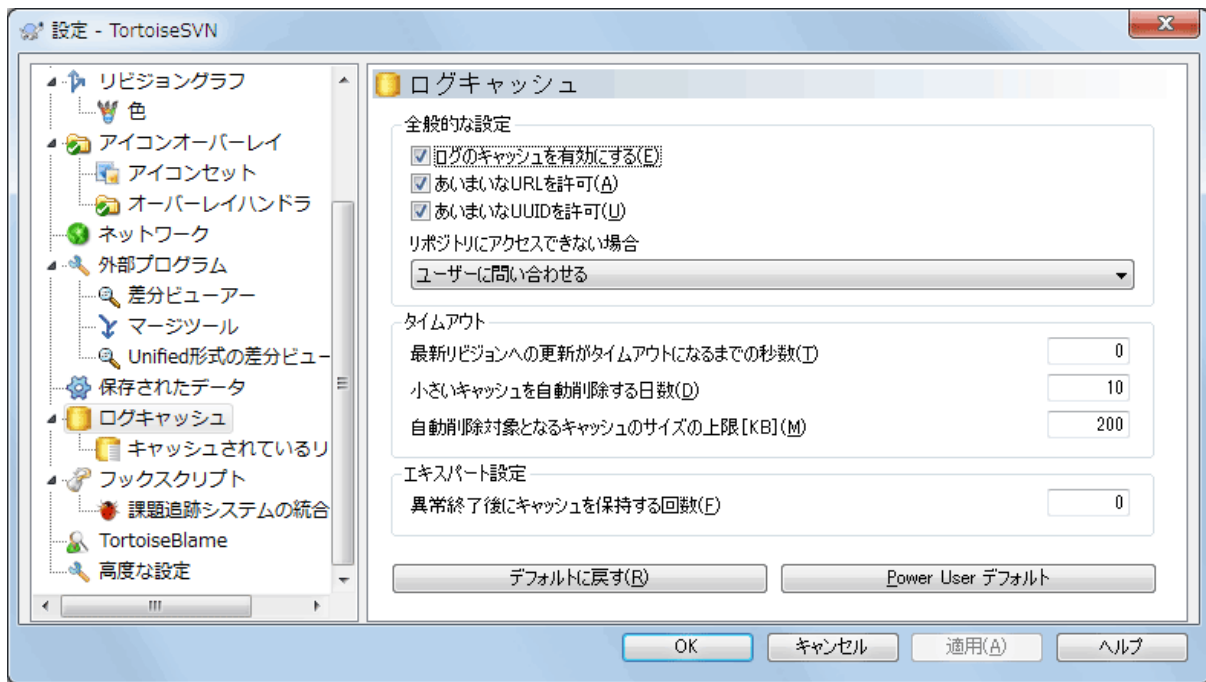 設定 - TortoiseSVN
リビジョングラフ
色
アイコンオーバーレイ
アイコンセット
オーバーレイハンドラ
ネットワーク
外部プログラム
差分ビューアー
マージツール
Unified形式の差分ビュー
保存されたデータ
ログキャッシュ
キャッシュされているリ
フックスクリプト
課題追跡システムの統合
TortoiseBlame
高度な設定
ログキャッシュ
全般的な設定
ログのキャッシュを有効にする(E)
あいまいなURLを許可(A)
あいまいなUUIDを許可(U)
リポジトリにアクセスできない場合
ユーザーに問い合わせる
タイムアウト
最新リビジョンへの更新がタイムアウトになるまでの秒数(T) 0
小さいキャッシュを自動削除する日数(D) 10
自動削除対象となるキャッシュのサイズの上限[KB](M) 200
エキスパート設定
異常終了後にキャッシュを保持する回数(F) 0
デフォルトに戻す(R) Power User デフォルト
OK キャンセル 適用(A) ヘルプ